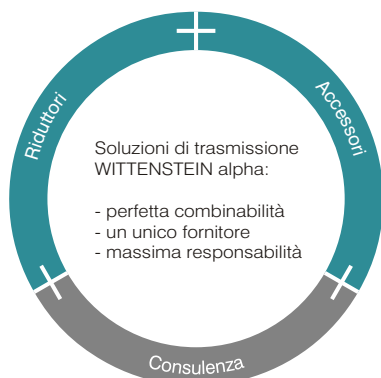 Riduttori
Accessori
Soluzioni di trasmissione
WITTENSTEIN alpha:
- perfetta combinabilità
- un unico fornitore
- massima responsabilità
Consulenza